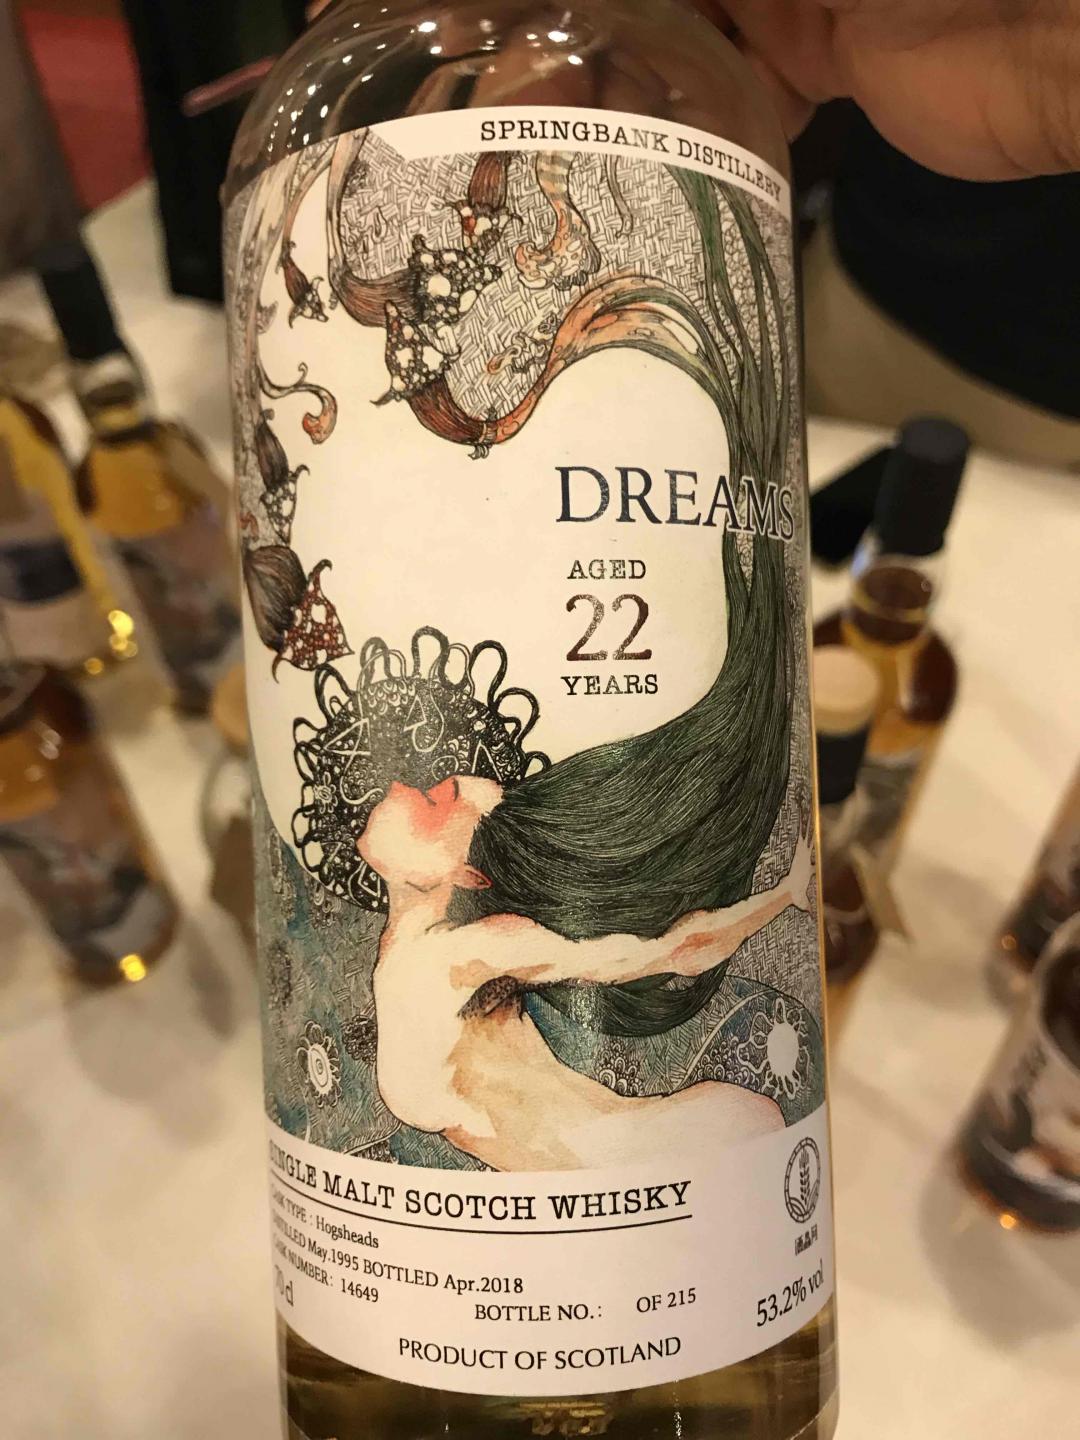 SPRINGBANK DISTILLERY
DREAMS
AGED
22
YEARS
SINGLE MALT SCOTCH WHISKY
CASK TYPE : Hogsheads
DISTILLED May.1995 BOTTLED Apr.2018
CASK NUMBER: 14649
70cl
BOTTLE NO.: OF 215
53.2% vol
PRODUCT OF SCOTLAND